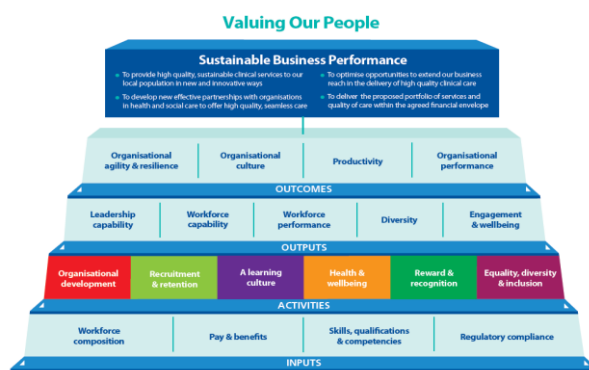 Valuing Our People
Sustainable Business Performance
To provide high quality, sustainable clinical services to our
local population in new and innovative ways
To develop new effective partnerships with organisations
in health and social care to offer high quality, seamless care
To optimise opportunities to extend our business
reach in the delivery of high quality clinical care
To deliver the proposed portfolio of services and
quality of care within the agreed financial envelope
Organisational
agility & resilience
Organisational
culture
Productivity
Organisational
performance
OUTCOMES
Leadership
capability
Workforce
capability
Workforce
performance
Diversity
Engagement
& wellbeing
OUTPUTS
Organisational
development
Recruitment
& retention
A learning
culture
Health &
wellbeing
Reward &
recognition
Equality, diversity
& inclusion
ACTIVITIES
Workforce
composition
Pay & benefits
Skills, qualifications
& competencies
Regulatory compliance
INPUTS